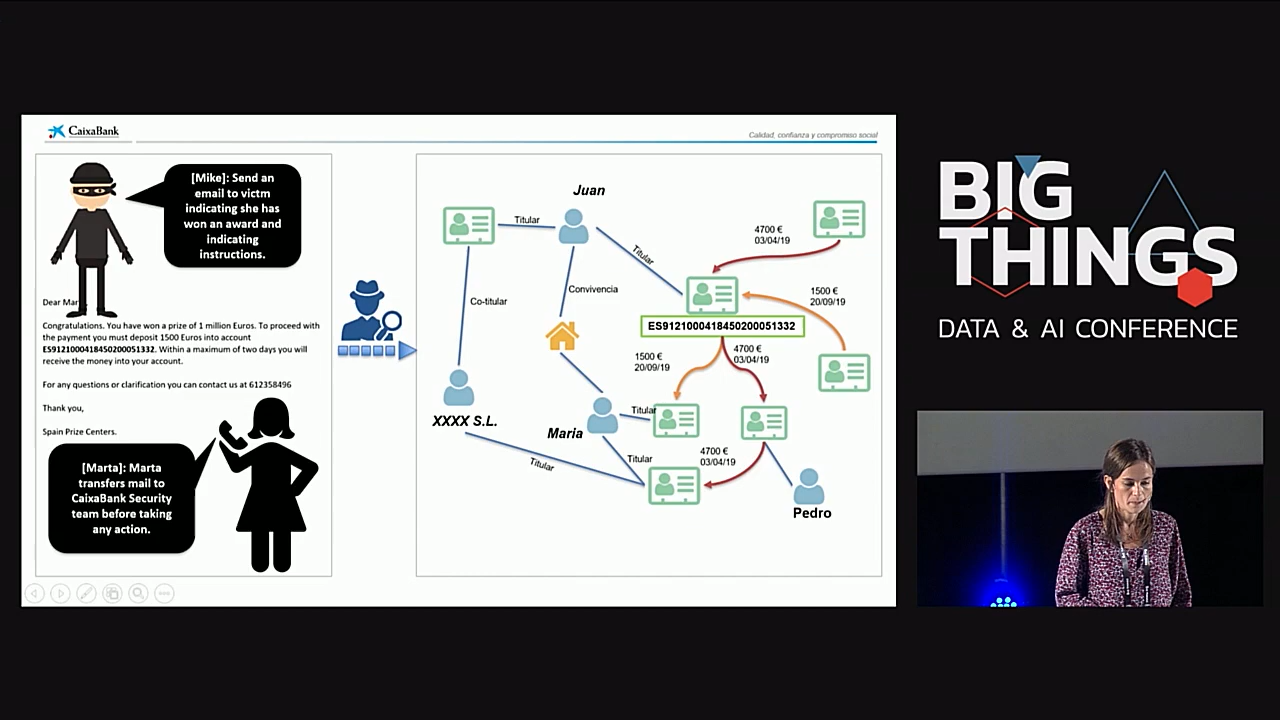 CaixaBank
Calidad, confianza y compromiso social
[Mike]: Send an
email to victm
indicating she has
won an award and
indicating
instructions.
Dear Mar
Congratulations. You have won a prize of 1 million Euros. To proceed with
the payment you must deposit 1500 Euros into account
ES9121000418450200051332. Within a maximum of two days you will
receive the money into your account.
For any questions or clarification you can contact us at 612358496
Thank you,
Spain Prize Centers.
[Marta]: Marta
transfers mail to
CaixaBank Security
team before taking
any action.
Juan
Titular
Titular
4700 €
03/04/19
Co-titular
Convivencia
1500 €
20/09/19
ES9121000418450200051332
1500 €
20/09/19
4700 €
03/04/19
XXXX S.L.
Maria
Titular
Titular
Titular
4700 €
03/04/19
Pedro
BIG
THINGS
DATA & AI CONFERENCE